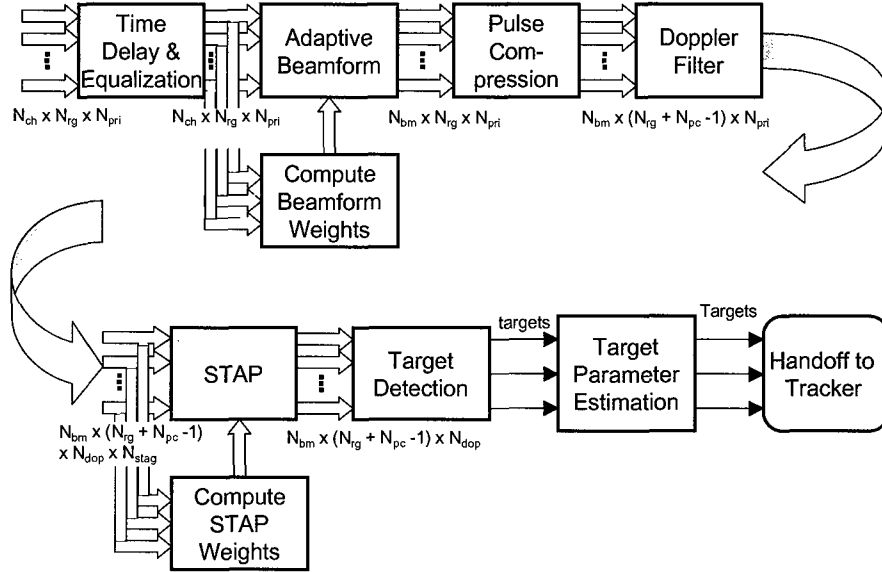 Time
Delay &
Equalization
Adaptive
Beamform
Pulse
Com-
pression
Doppler
Filter
N_ch x N_rg x N_pri
N_ch x N_rg x N_pri
N_bm x N_rg x N_pri
N_bm x (N_rg + N_pc -1) x N_pri
Compute
Beamform
Weights
STAP
Target
Detection
targets
Target
Parameter
Estimation
Targets
Handoff to
Tracker
N_bm x (N_rg + N_pc -1)
x N_dop x N_stag
N_bm x (N_rg + N_pc -1) x N_dop
Compute
STAP
Weights